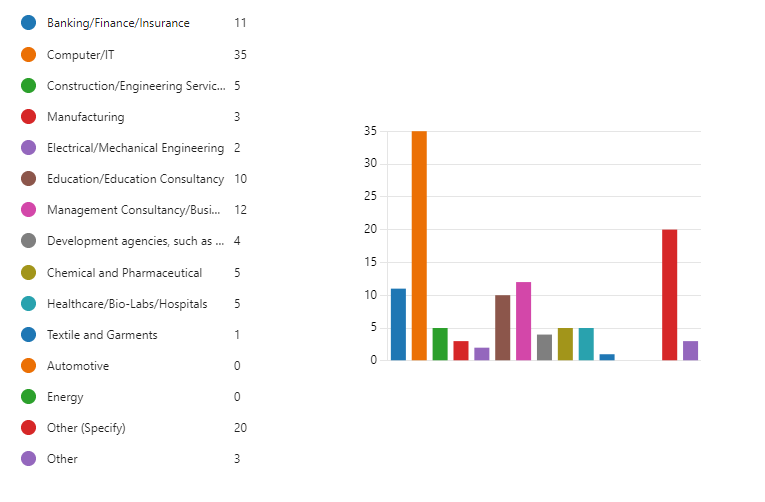 Banking/Finance/Insurance 11
Computer/IT 35
Construction/Engineering Servic... 5
Manufacturing 3
Electrical/Mechanical Engineering 2
Education/Education Consultancy 10
Management Consultancy/Busi... 12
Development agencies, such as ... 4
Chemical and Pharmaceutical 5
Healthcare/Bio-Labs/Hospitals 5
Textile and Garments 1
Automotive 0
Energy 0
Other (Specify) 20
Other 3
35
30
25
20
15
10
5
0